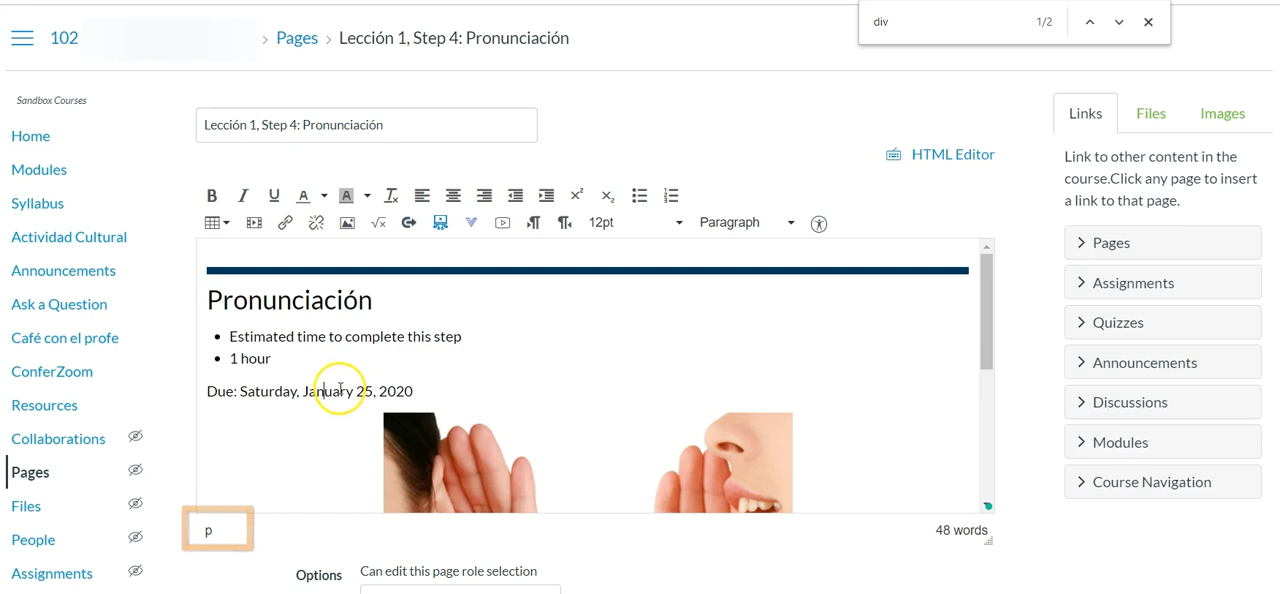 div 1/2
102 > Pages > Lección 1, Step 4: Pronunciación
Sandbox Courses
Home
Modules
Syllabus
Actividad Cultural
Announcements
Ask a Question
Café con el profe
ConferZoom
Resources
Collaborations
Pages
Files
People
Assignments
Lección 1, Step 4: Pronunciación
HTML Editor
B I U A A T
12pt Paragraph
Pronunciación
• Estimated time to complete this step
• 1 hour
Due: Saturday, January 25, 2020
p 48 words
Options Can edit this page role selection
Links Files Images
Link to other content in the
course.Click any page to insert
a link to that page.
Pages
Assignments
Quizzes
Announcements
Discussions
Modules
Course Navigation